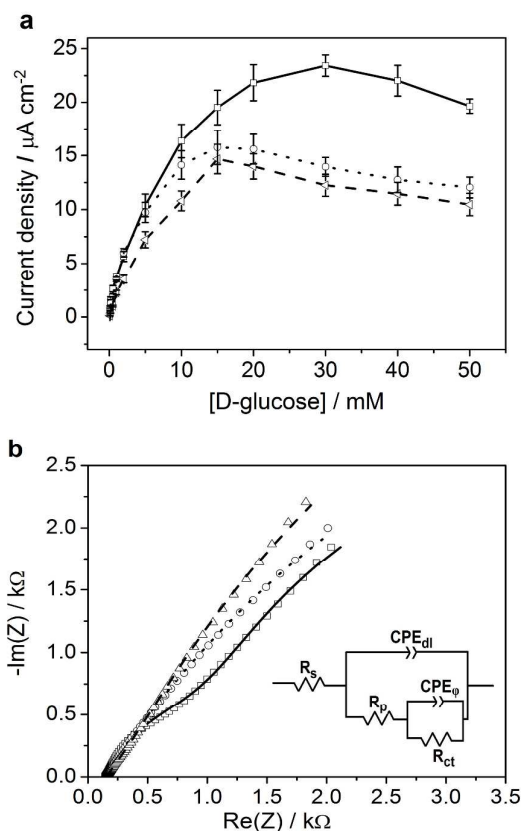 a
Current density / μA cm⁻²
25
20
15
10
5
0
0 10 20 30 40 50
[D-glucose] / mM
b
-Im(Z) / kΩ
2.5
2.0
1.5
1.0
0.5
0.0
CPEdl
Rs
Rp
CPEφ
Rct
0.0 0.5 1.0 1.5 2.0 2.5 3.0 3.5
Re(Z) / kΩ